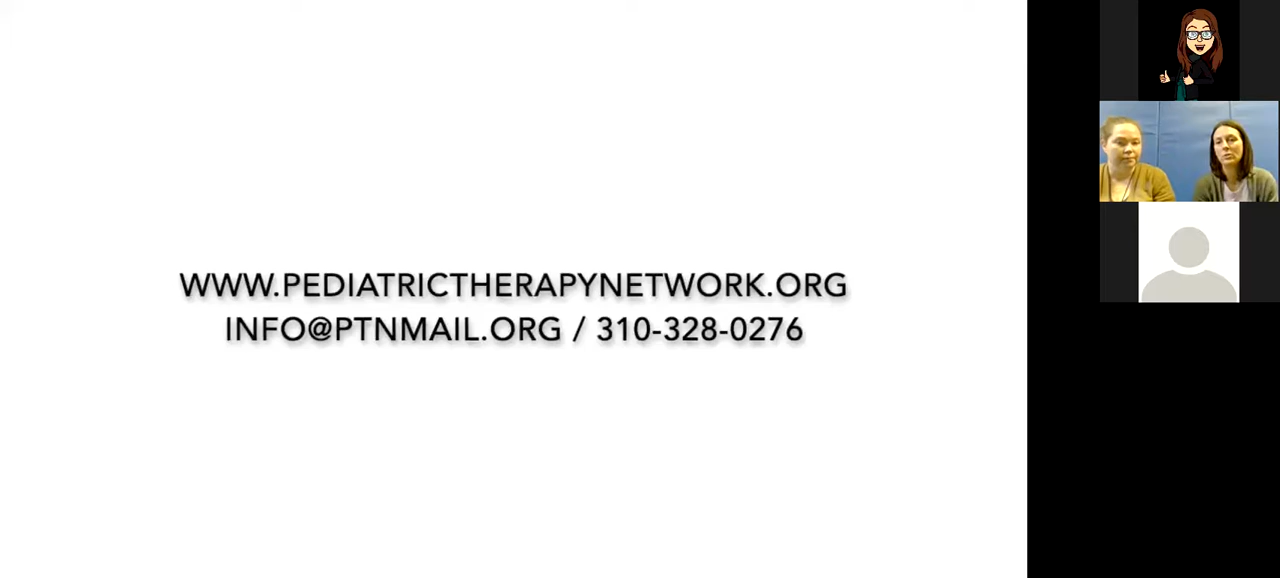 WWW.PEDIATRICTHERAPYNETWORK.ORG
INFO@PTNMAIL.ORG / 310-328-0276